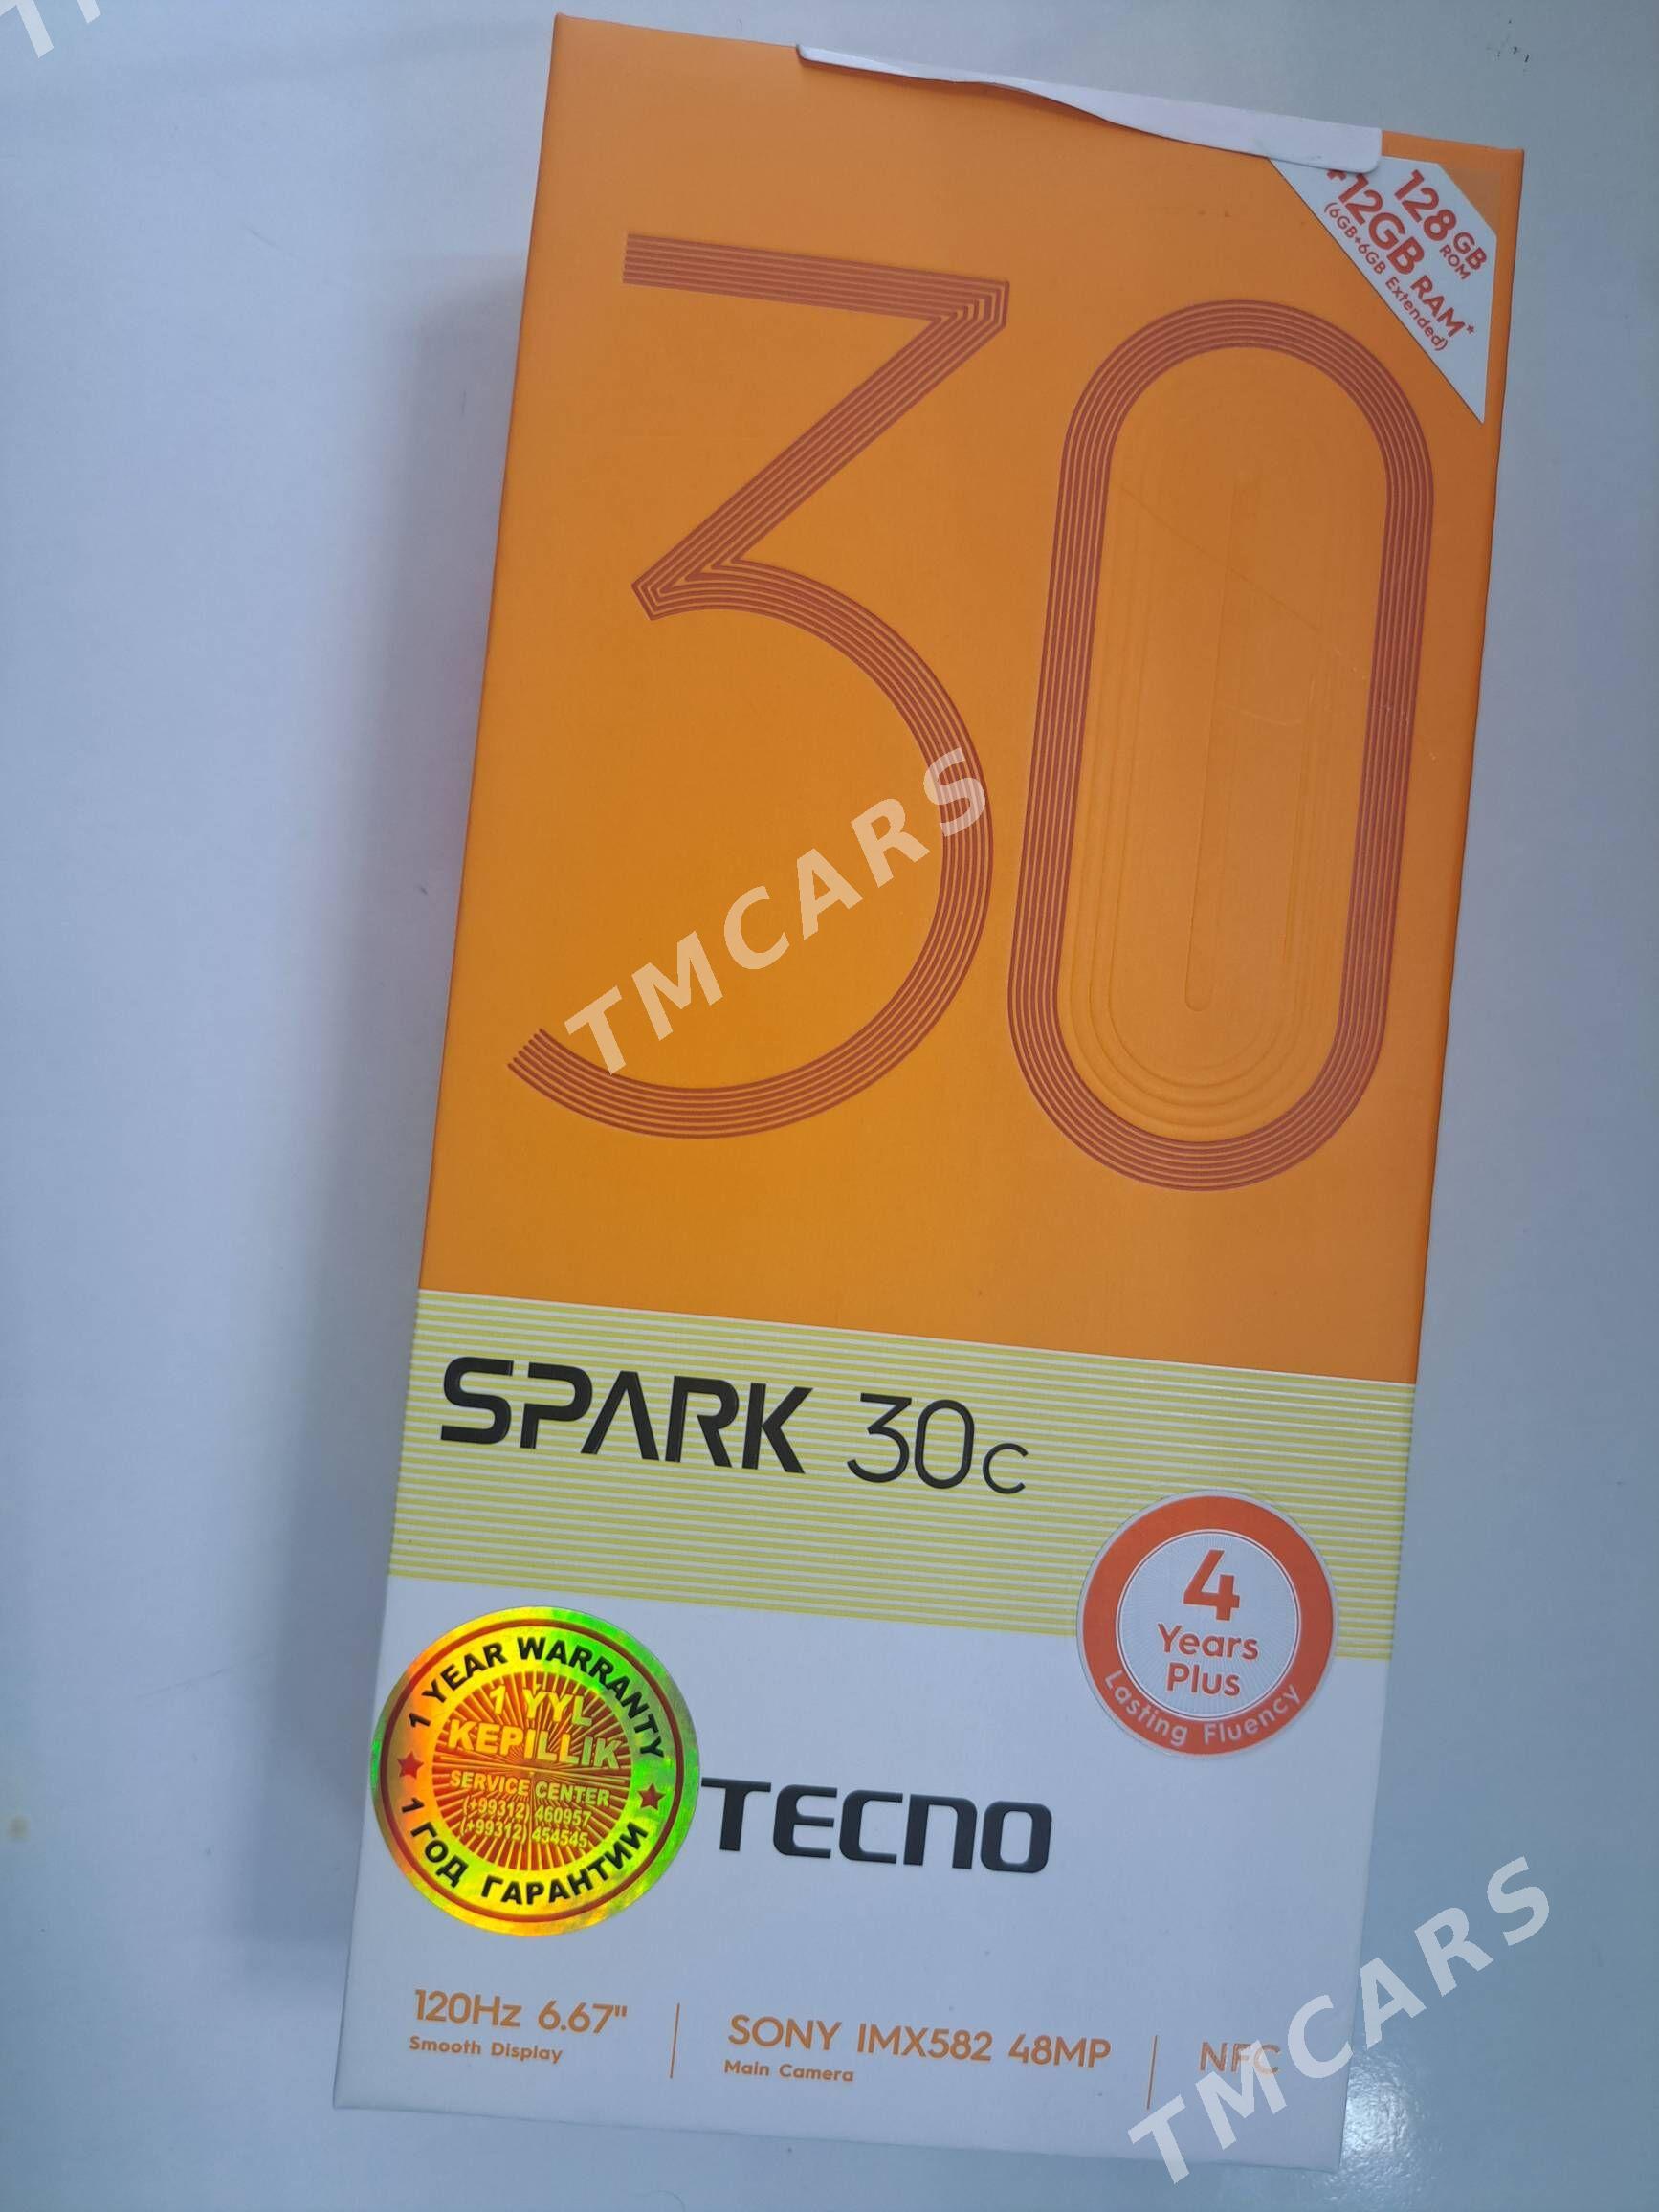 128GB
ROM
+12GB RAM*
(6GB+6GB Extended)
30
TMCARS
SPARK 30c
4
Years
Plus
Lasting Fluency
1 YEAR WARRANTY
1 ÝYL
KEPILLIK
SERVICE CENTER
(+99312) 460957
(+99312) 454545
1 ГОД ГАРАНТИИ
TECNO
120Hz 6.67"
Smooth Display
SONY IMX582 48MP
Main Camera
NFC
TMCARS